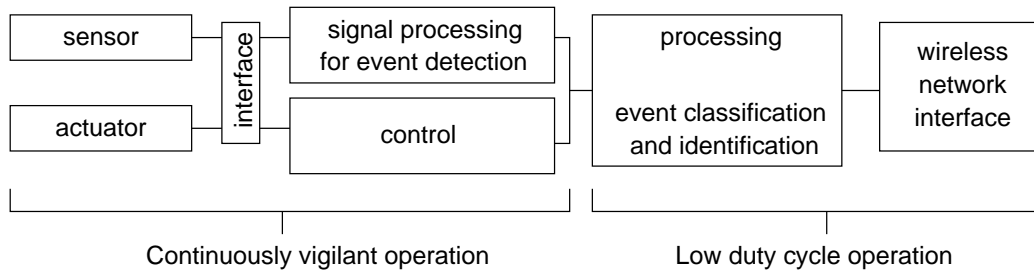 sensor
actuator
interface
signal processing
for event detection
control
processing
event classification
and identification
wireless
network
interface
Continuously vigilant operation
Low duty cycle operation